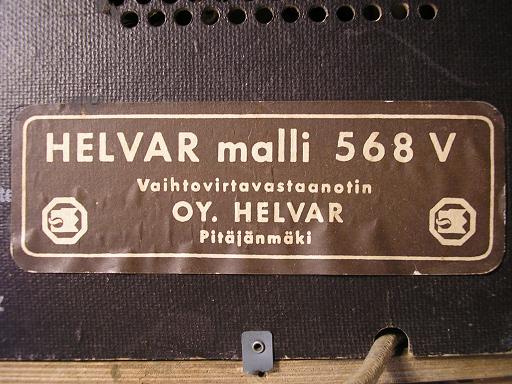 HELVAR malli 568 V
Vaihtovirtavastaanotin
OY. HELVAR
Pitäjänmäki